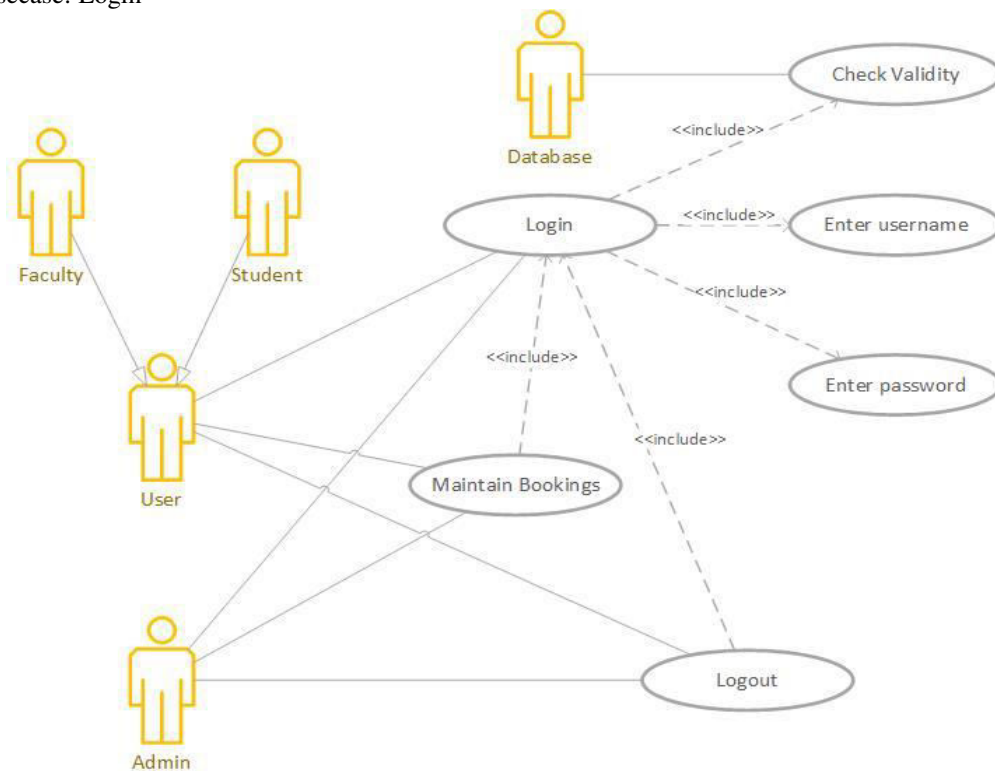 Login
Check Validity
<<include>>
Database
Login
<<include>>
Enter username
Faculty
Student
<<include>>
<<include>>
Enter password
<<include>>
Maintain Bookings
User
Logout
Admin